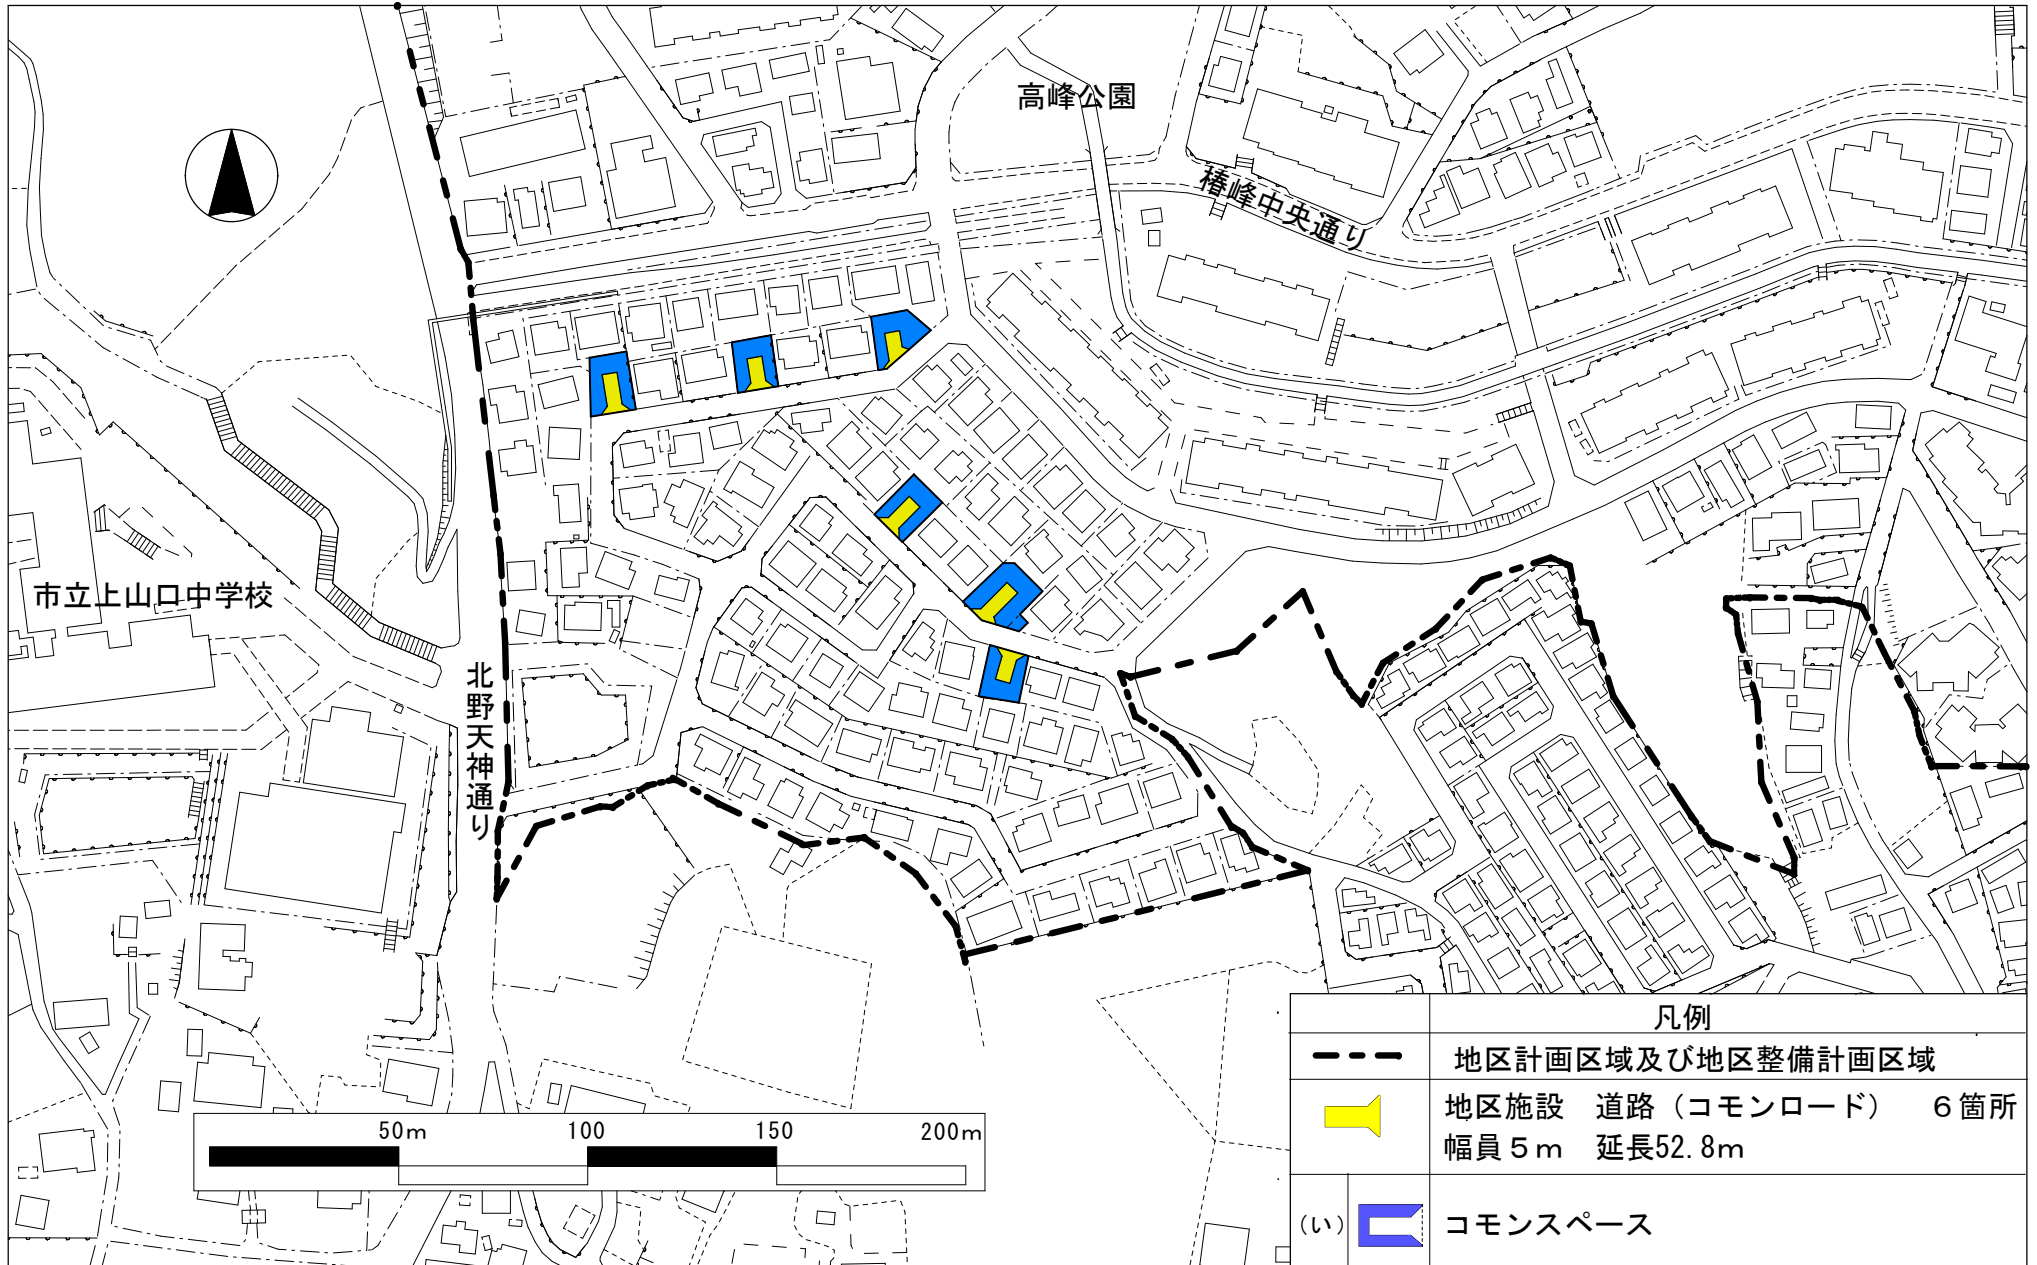 高峰公園
椿峰中央通り
市立上山口中学校
北野天神通り
凡例
地区計画区域及び地区整備計画区域
地区施設　道路（コモンロード）　６箇所
幅員５ｍ　延長52.8ｍ
(い) コモンスペース
50ｍ 100 150 200ｍ